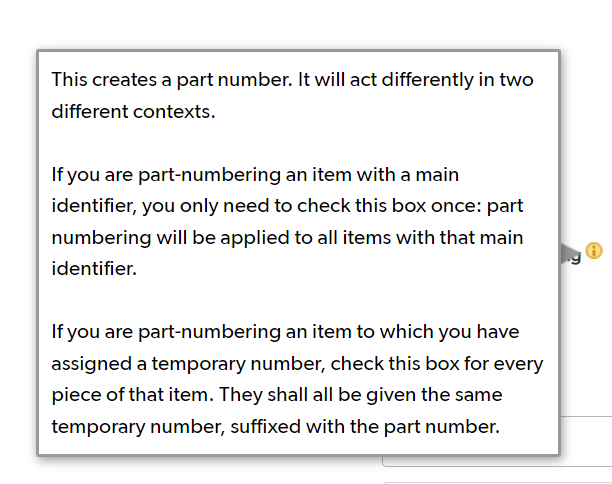 This creates a part number. It will act differently in two
different contexts.
If you are part-numbering an item with a main
identifier, you only need to check this box once: part
numbering will be applied to all items with that main
identifier.
If you are part-numbering an item to which you have
assigned a temporary number, check this box for every
piece of that item. They shall all be given the same
temporary number, suffixed with the part number.